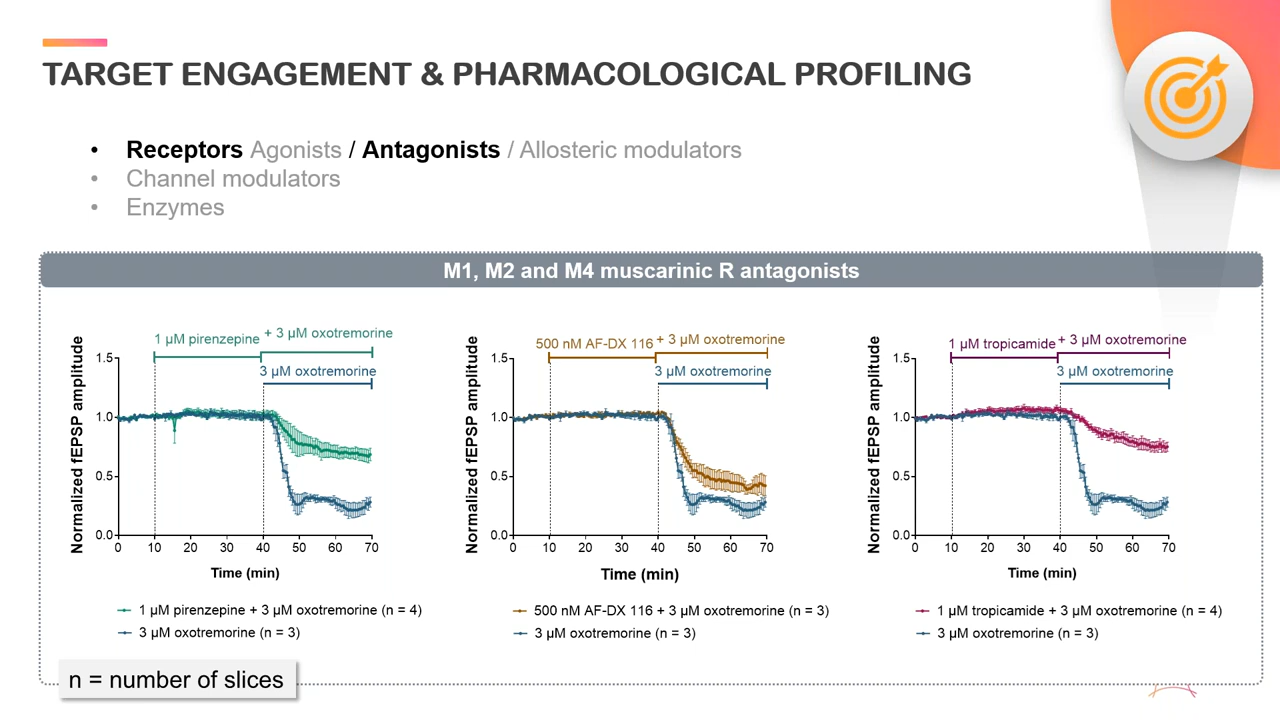 TARGET ENGAGEMENT & PHARMACOLOGICAL PROFILING
• Receptors Agonists / Antagonists / Allosteric modulators
• Channel modulators
• Enzymes
M1, M2 and M4 muscarinic R antagonists
1 µM pirenzepine + 3 µM oxotremorine
3 µM oxotremorine
Normalized fEPSP amplitude
1.5
1.0
0.5
0.0
0 10 20 30 40 50 60 70
Time (min)
1 µM pirenzepine + 3 µM oxotremorine (n = 4)
3 µM oxotremorine (n = 3)
500 nM AF-DX 116 + 3 µM oxotremorine
3 µM oxotremorine
Normalized fEPSP amplitude
1.5
1.0
0.5
0.0
0 10 20 30 40 50 60 70
Time (min)
500 nM AF-DX 116 + 3 µM oxotremorine (n = 3)
3 µM oxotremorine (n = 3)
1 µM tropicamide + 3 µM oxotremorine
3 µM oxotremorine
Normalized fEPSP amplitude
1.5
1.0
0.5
0.0
0 10 20 30 40 50 60 70
Time (min)
1 µM tropicamide + 3 µM oxotremorine (n = 4)
3 µM oxotremorine (n = 3)
n = number of slices